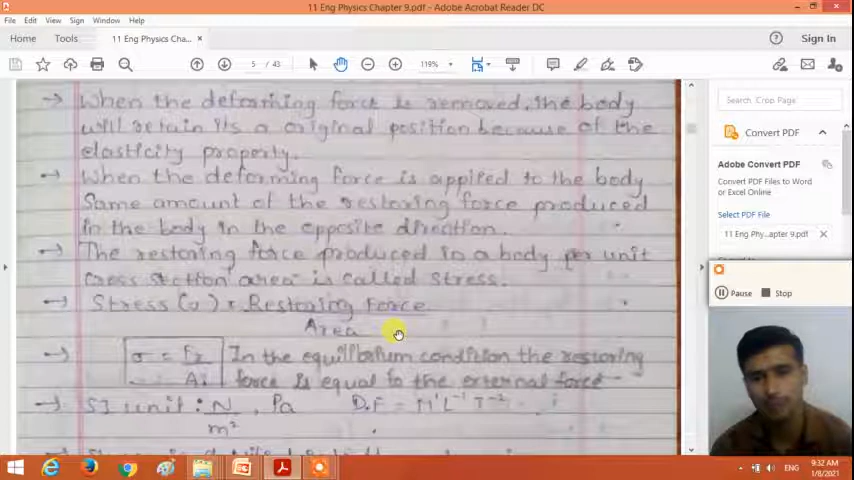 11 Eng Physics Chapter 9.pdf - Adobe Acrobat Reader DC
File Edit View Sign Window Help
Home Tools 11 Eng Physics Cha... × Sign In
5 / 43 119%
→ When the deforming force is removed, the body
will retain its a original position because of the
elasticity property.
→ When the deforming force is applied to the body
Same amount of the restoring force produced
in the body in the opposite direction.
→ The restoring force produced in a body per unit
cross section area is called stress.
→ Stress (σ) = Restoring Force
Area
→ σ = In the equilibrium condition the restoring
A force is equal to the external force
→ SI unit : N , Pa D.F = M¹ L⁻¹ T⁻²
m²
Search 'Crop Page'
Convert PDF
Adobe Convert PDF
Convert PDF Files to Word
or Excel Online
Select PDF File
11 Eng Phy...apter 9.pdf ×
Pause Stop
ENG 9:32 AM
1/8/2021